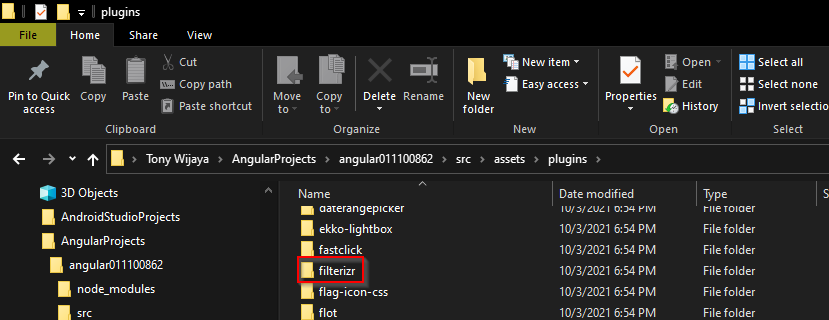 plugins
File Home Share View
Pin to Quick access
Copy
Paste
Cut
Copy path
Paste shortcut
Clipboard
Move to
Copy to
Delete
Rename
Organize
New folder
New item
Easy access
New
Properties
Open
Edit
History
Open
Select all
Select none
Invert selectio
Select
Tony Wijaya > AngularProjects > angular011100862 > src > assets > plugins >
3D Objects
AndroidStudioProjects
AngularProjects
angular011100862
node_modules
src
Name Date modified Type S
daterangepicker 10/3/2021 6:54 PM File folder
ekko-lightbox 10/3/2021 6:54 PM File folder
fastclick 10/3/2021 6:54 PM File folder
filterizr 10/3/2021 6:54 PM File folder
flag-icon-css 10/3/2021 6:54 PM File folder
flot 10/3/2021 6:54 PM File folder